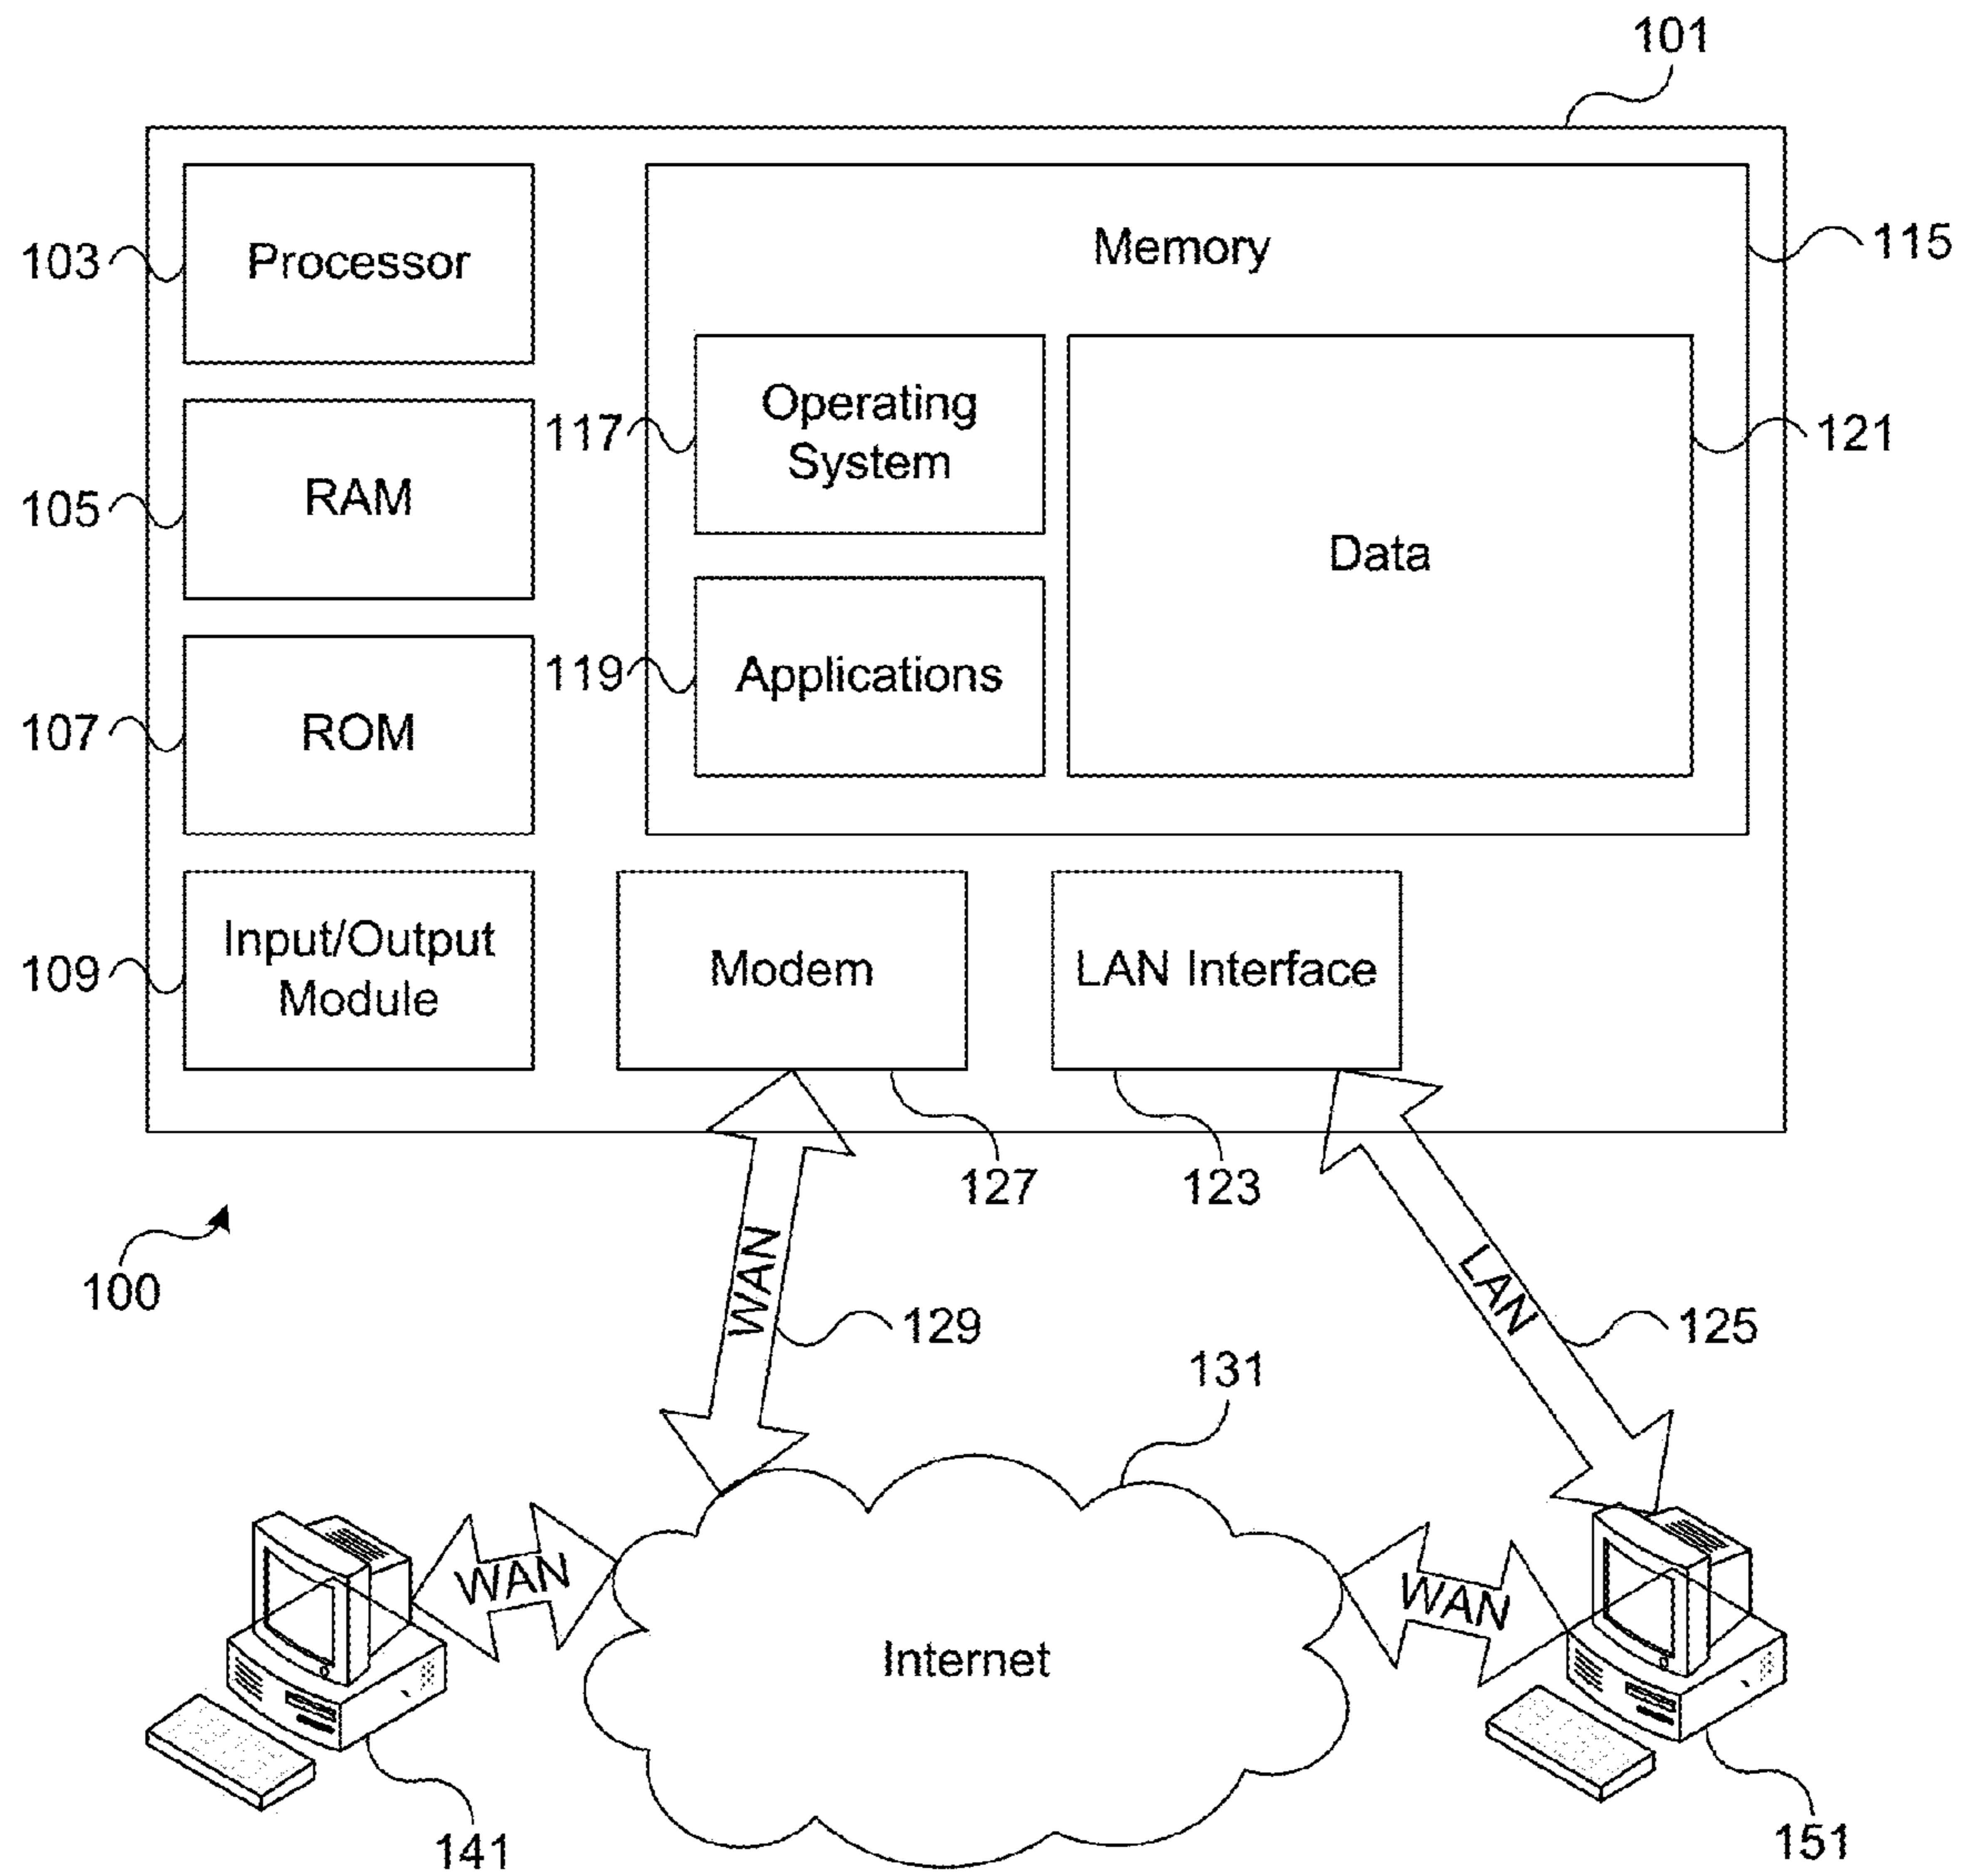 101
Processor
103
Memory
115
Operating
System
117
121
RAM
105
Data
Applications
119
ROM
107
Input/Output
Module
109
Modem
LAN Interface
127
123
100
WAN
129
LAN
125
131
WAN
WAN
Internet
141
151